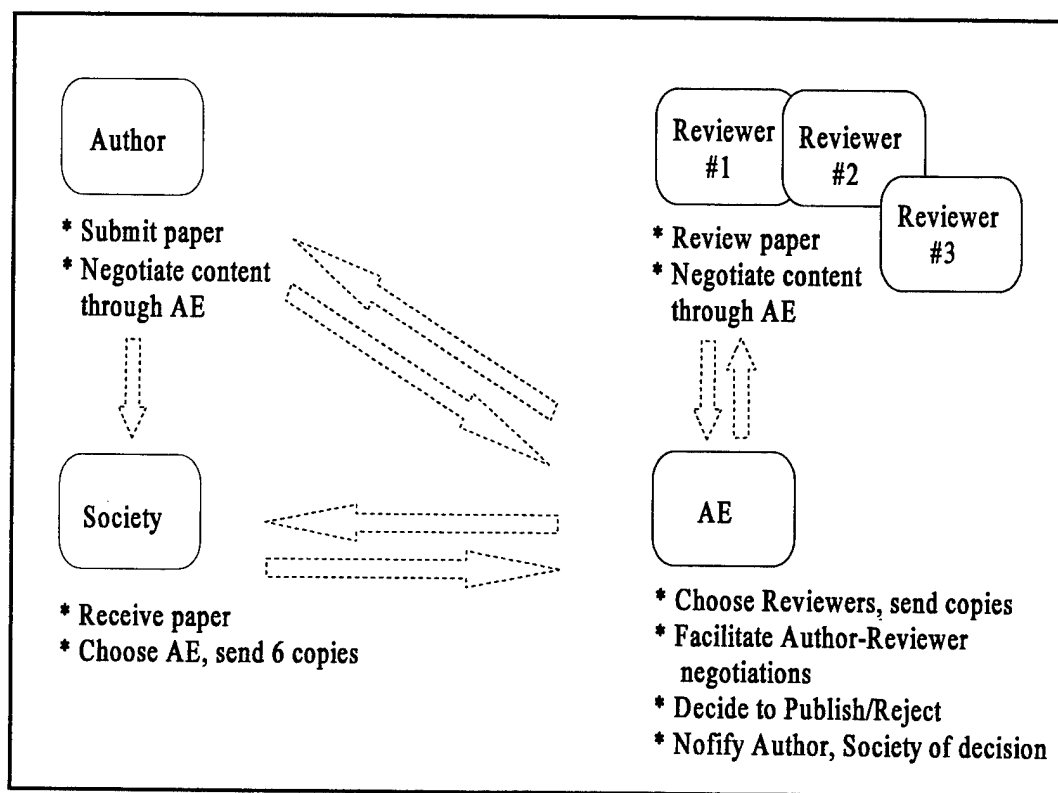 Author
* Submit paper
* Negotiate content
through AE
Reviewer
#1
Reviewer
#2
Reviewer
#3
* Review paper
* Negotiate content
through AE
Society
* Receive paper
* Choose AE, send 6 copies
AE
* Choose Reviewers, send copies
* Facilitate Author-Reviewer
negotiations
* Decide to Publish/Reject
* Nofify Author, Society of decision